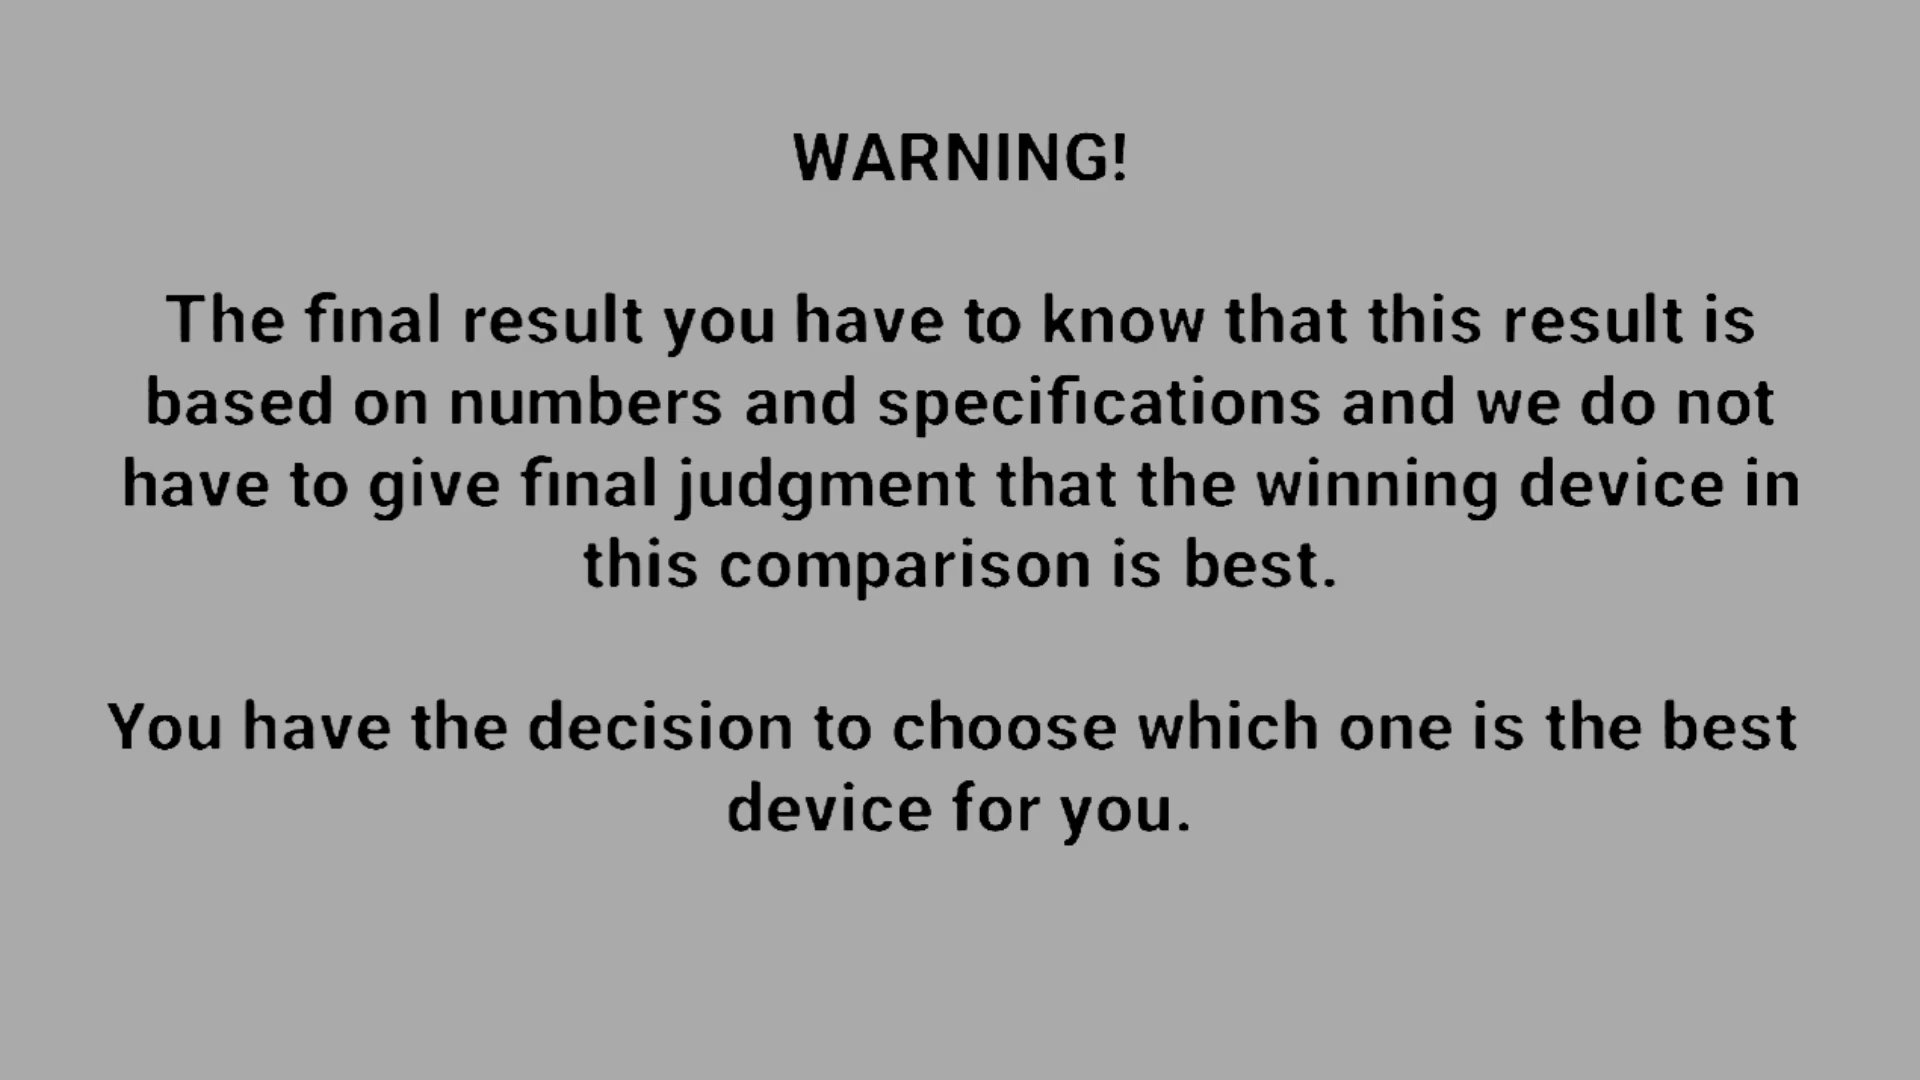 WARNING!
The final result you have to know that this result is
based on numbers and specifications and we do not
have to give final judgment that the winning device in
this comparison is best.
You have the decision to choose which one is the best
device for you.